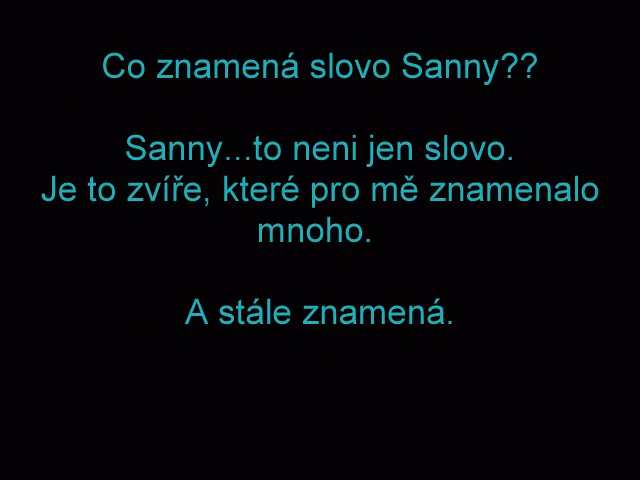 Co znamená slovo Sanny??
Sanny...to neni jen slovo.
Je to zvíře, které pro mě znamenalo
mnoho.
A stále znamená.